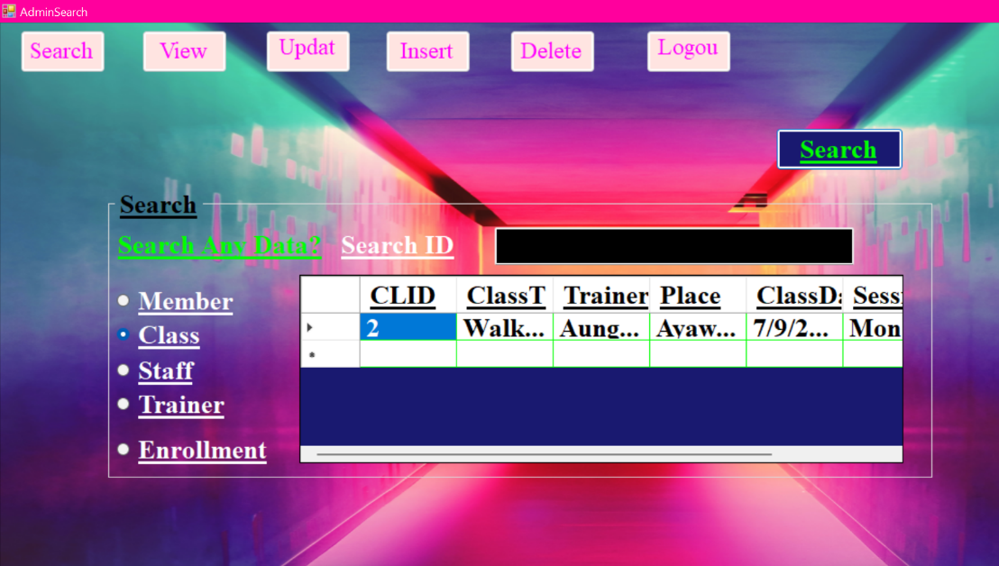 AdminSearch
Search View Updat Insert Delete Logou
Search
Search
Search Any Data? Search ID
Member
Class
Staff
Trainer
Enrollment
CLID ClassT Trainer Place ClassDa Sess
2 Walk... Aung... Ayaw... 7/9/2... Mon